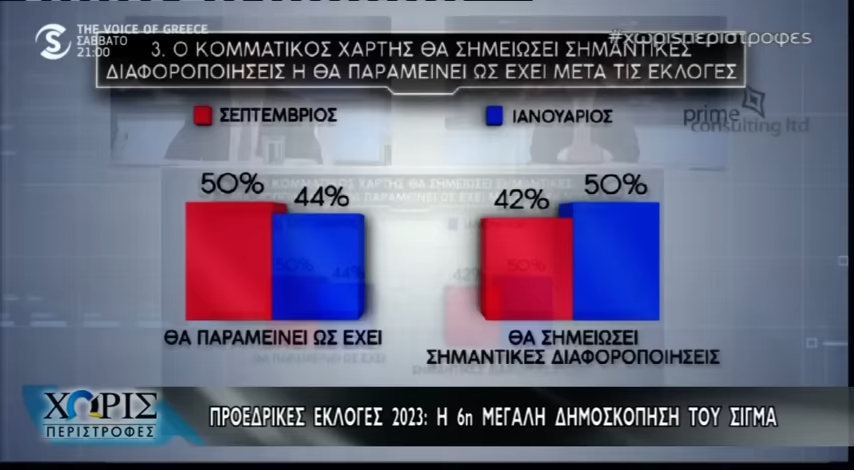 THE VOICE OF GREECE
ΣΑΒΒΑΤΟ
21:00
#χωρίςπεριστροφές
3. Ο ΚΟΜΜΑΤΙΚΟΣ ΧΑΡΤΗΣ ΘΑ ΣΗΜΕΙΩΣΕΙ ΣΗΜΑΝΤΙΚΕΣ
ΔΙΑΦΟΡΟΠΟΙΗΣΕΙΣ Η ΘΑ ΠΑΡΑΜΕΙΝΕΙ ΩΣ ΕΧΕΙ ΜΕΤΑ ΤΙΣ ΕΚΛΟΓΕΣ
ΣΕΠΤΕΜΒΡΙΟΣ
ΙΑΝΟΥΑΡΙΟΣ
prime
consulting ltd
50%
44%
42%
50%
ΘΑ ΠΑΡΑΜΕΙΝΕΙ ΩΣ ΕΧΕΙ
ΘΑ ΣΗΜΕΙΩΣΕΙ
ΣΗΜΑΝΤΙΚΕΣ ΔΙΑΦΟΡΟΠΟΙΗΣΕΙΣ
ΧΩΡΙΣ
ΠΕΡΙΣΤΡΟΦΕΣ
ΠΡΟΕΔΡΙΚΕΣ ΕΚΛΟΓΕΣ 2023: Η 6η ΜΕΓΑΛΗ ΔΗΜΟΣΚΟΠΗΣΗ ΤΟΥ ΣΙΓΜΑ